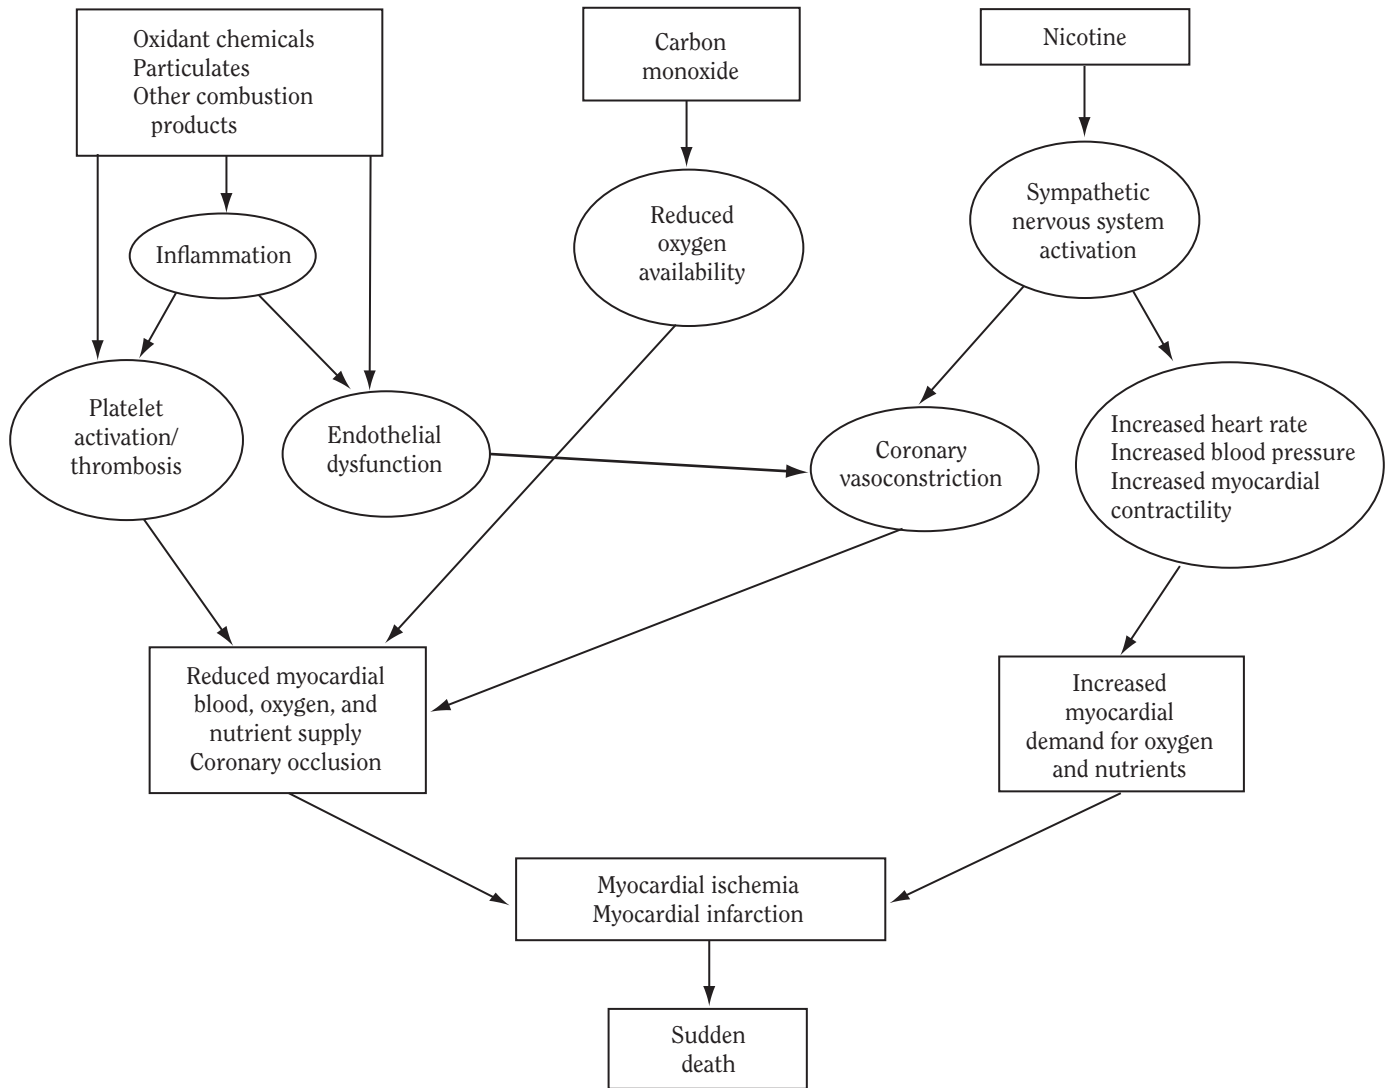 Oxidant chemicals
Particulates
Other combustion
products
Carbon
monoxide
Nicotine
Inflammation
Reduced
oxygen
availability
Sympathetic
nervous system
activation
Platelet
activation/
thrombosis
Endothelial
dysfunction
Coronary
vasoconstriction
Increased heart rate
Increased blood pressure
Increased myocardial
contractility
Reduced myocardial
blood, oxygen, and
nutrient supply
Coronary occlusion
Increased
myocardial
demand for oxygen
and nutrients
Myocardial ischemia
Myocardial infarction
Sudden
death